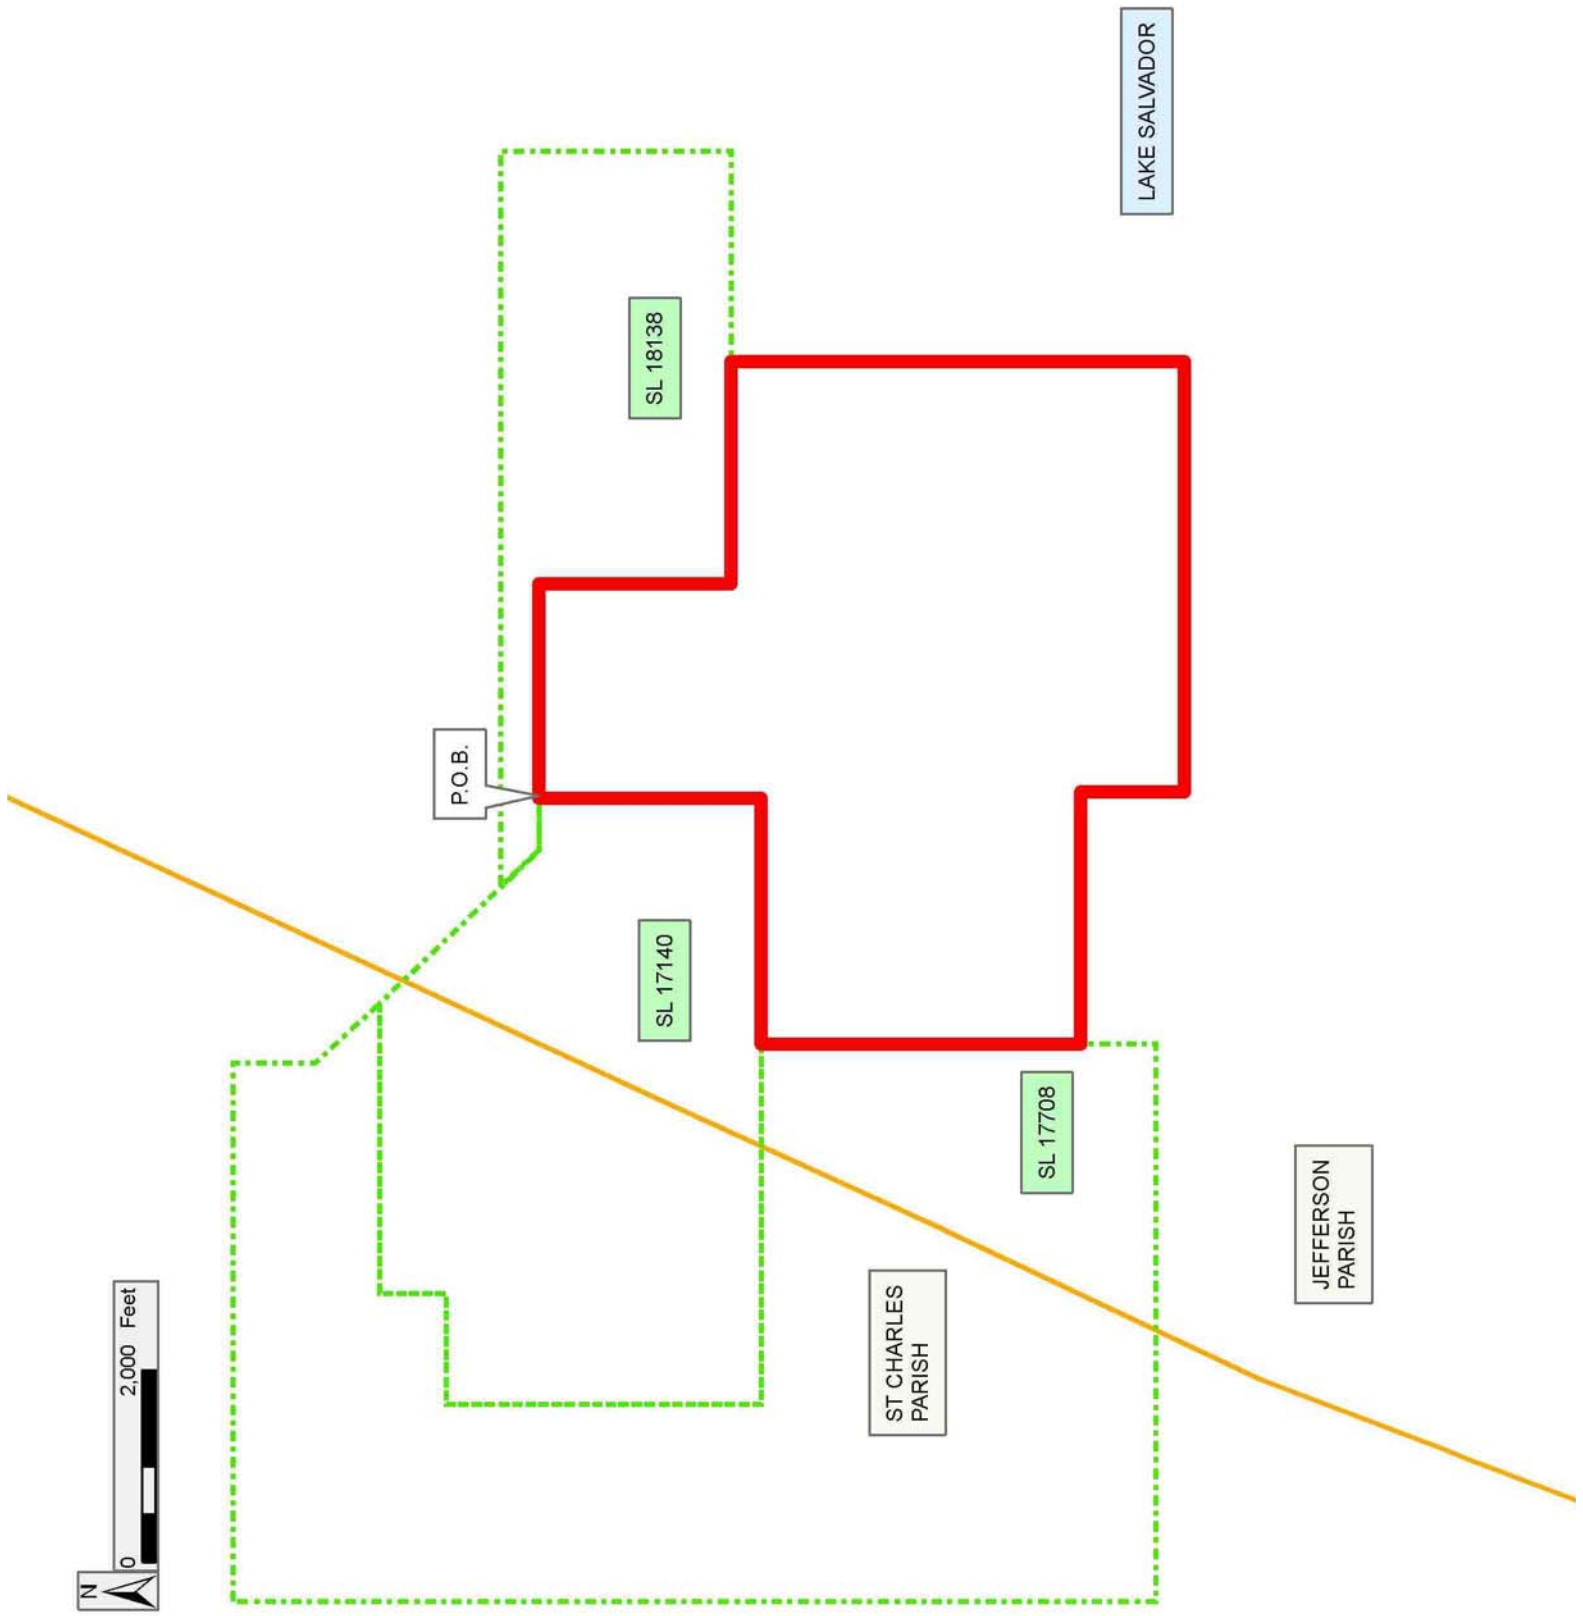 N
0 2,000 Feet
P.O.B.
SL 18138
SL 17140
SL 17708
LAKE SALVADOR
ST CHARLES
PARISH
JEFFERSON
PARISH